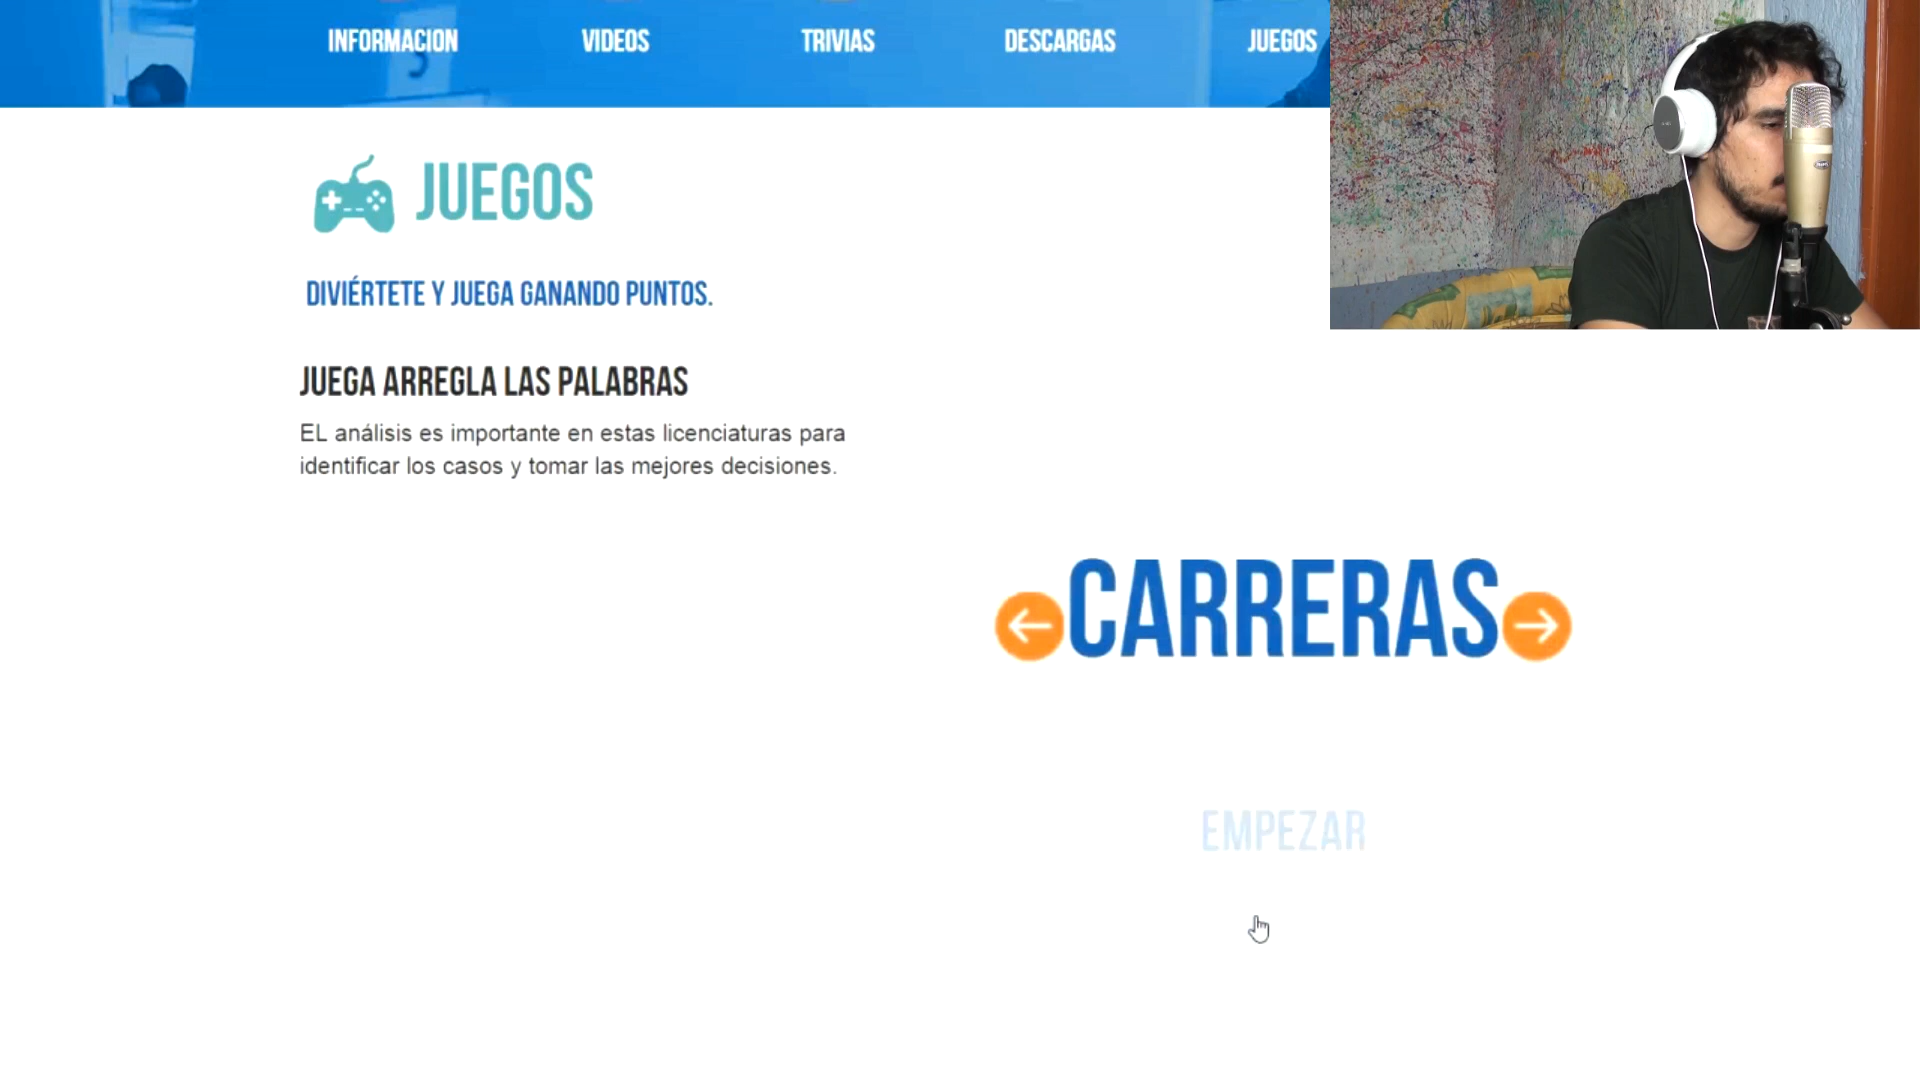 INFORMACION
VIDEOS
TRIVIAS
DESCARGAS
JUEGOS
JUEGOS
DIVIÉRTETE Y JUEGA GANANDO PUNTOS.
JUEGA ARREGLA LAS PALABRAS
EL análisis es importante en estas licenciaturas para
identificar los casos y tomar las mejores decisiones.
CARRERAS
EMPEZAR